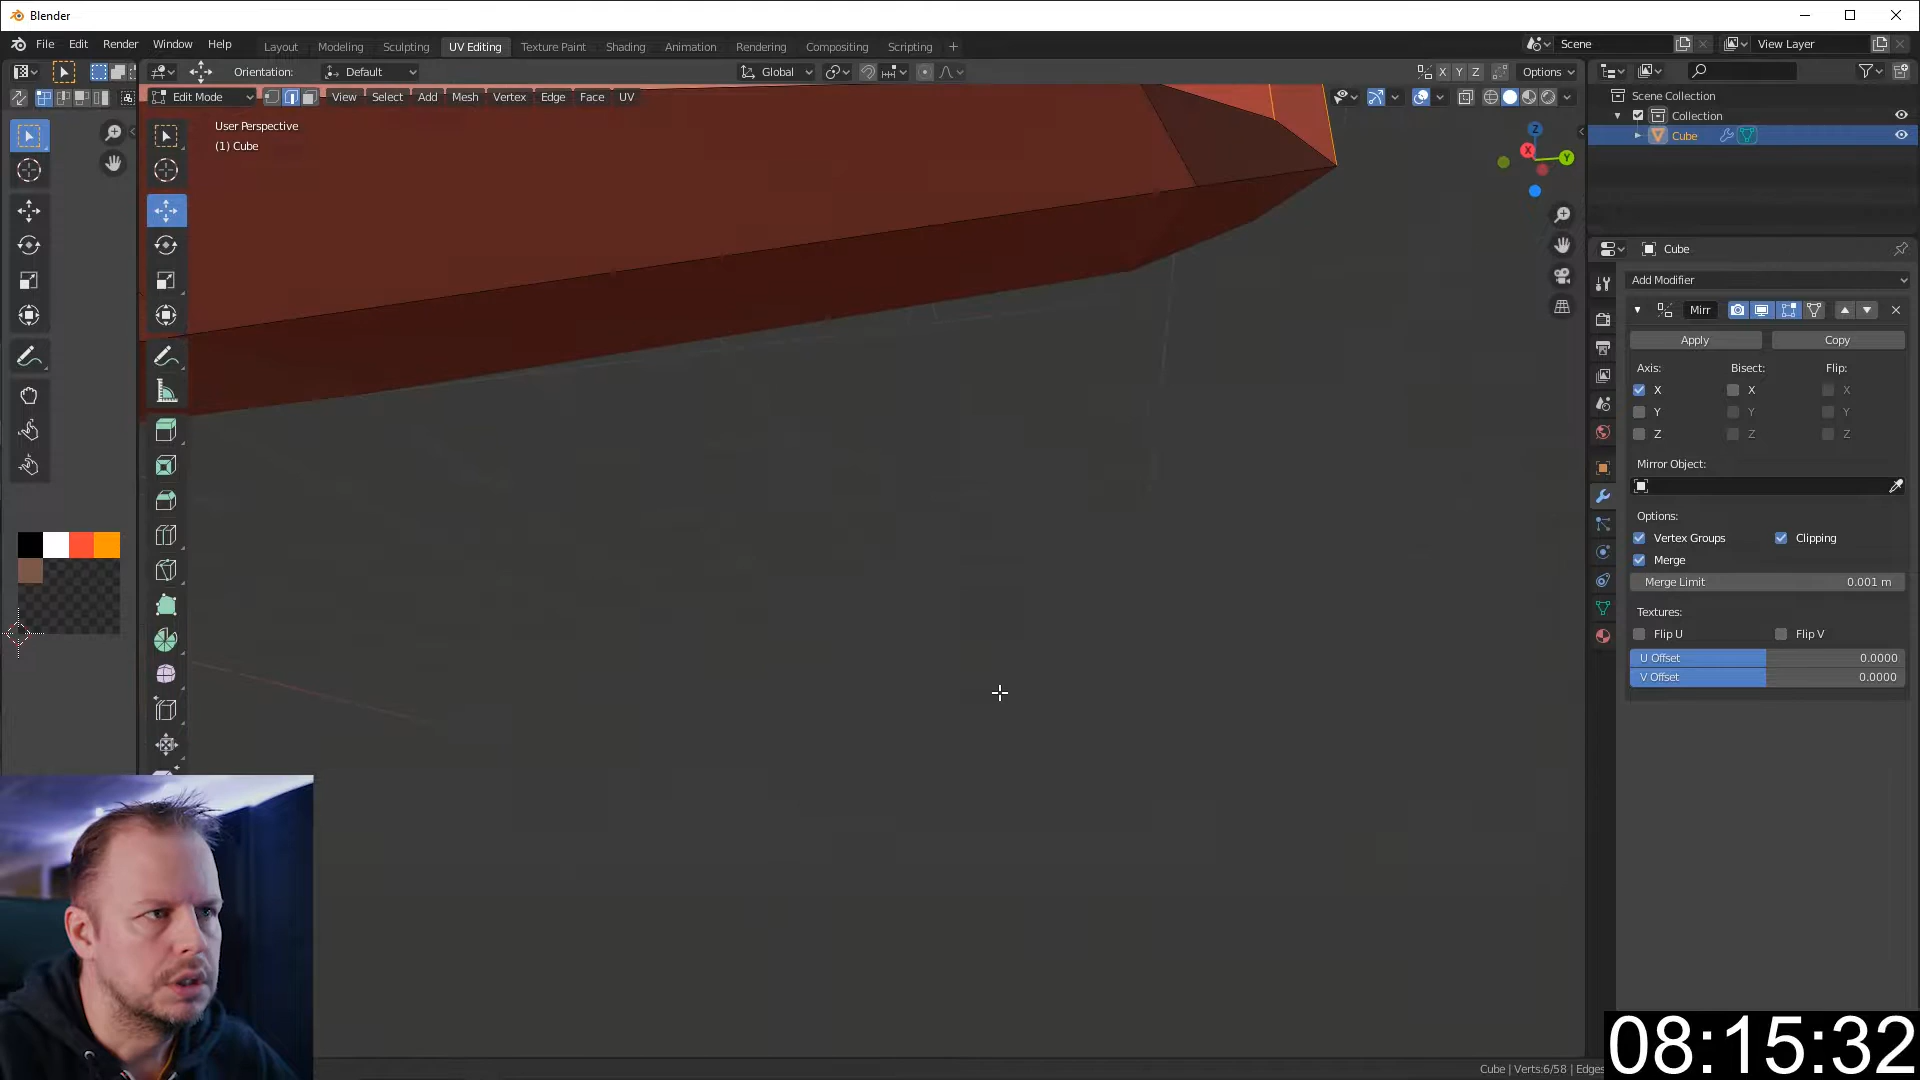 Blender
File Edit Render Window Help
Layout Modeling Sculpting UV Editing Texture Paint Shading Animation Rendering Compositing Scripting +
Scene
View Layer
Orientation: Default
Global
X Y Z
Options
Edit Mode
View Select Add Mesh Vertex Edge Face UV
User Perspective
(1) Cube
Z
X
Y
Scene Collection
Collection
Cube
Cube
Add Modifier
Mirr
Apply Copy
Axis: Bisect: Flip:
X X X
Y Y Y
Z Z Z
Mirror Object:
Options:
Vertex Groups Clipping
Merge
Merge Limit 0.001 m
Textures:
Flip U Flip V
U Offset 0.0000
V Offset 0.0000
Cube | Verts:6/58 | Edges
08:15:32